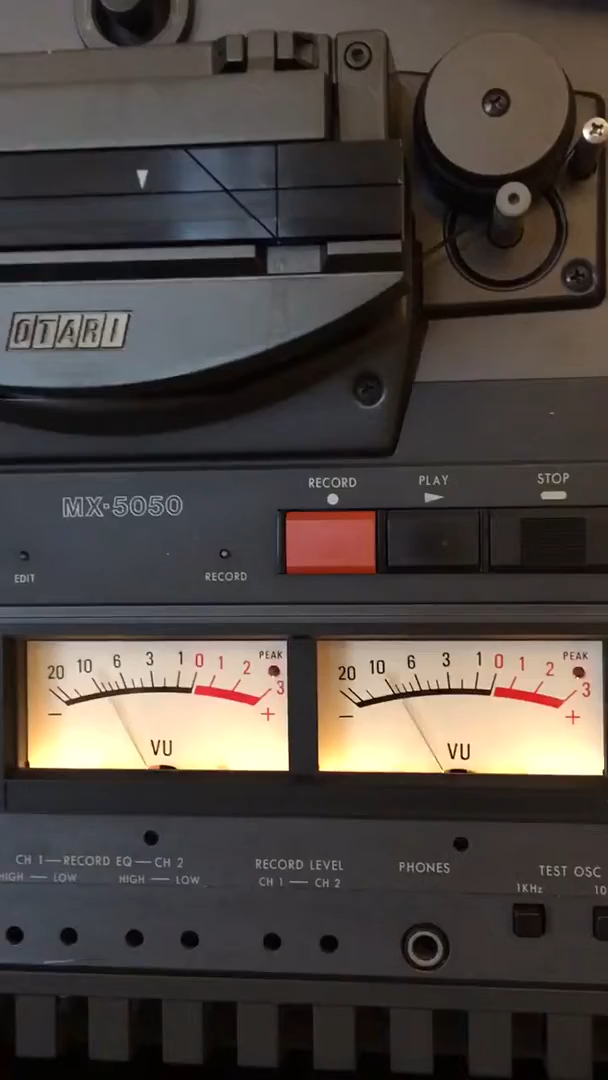 OTARI
RECORD PLAY STOP
MX-5050
EDIT RECORD
20 10 6 3 1 0 1 2 3 PEAK
- +
VU
20 10 6 3 1 0 1 2 3 PEAK
- +
VU
CH 1—RECORD EQ—CH 2
HIGH — LOW HIGH — LOW
RECORD LEVEL
CH 1 — CH 2
PHONES
TEST OSC
1KHz 10